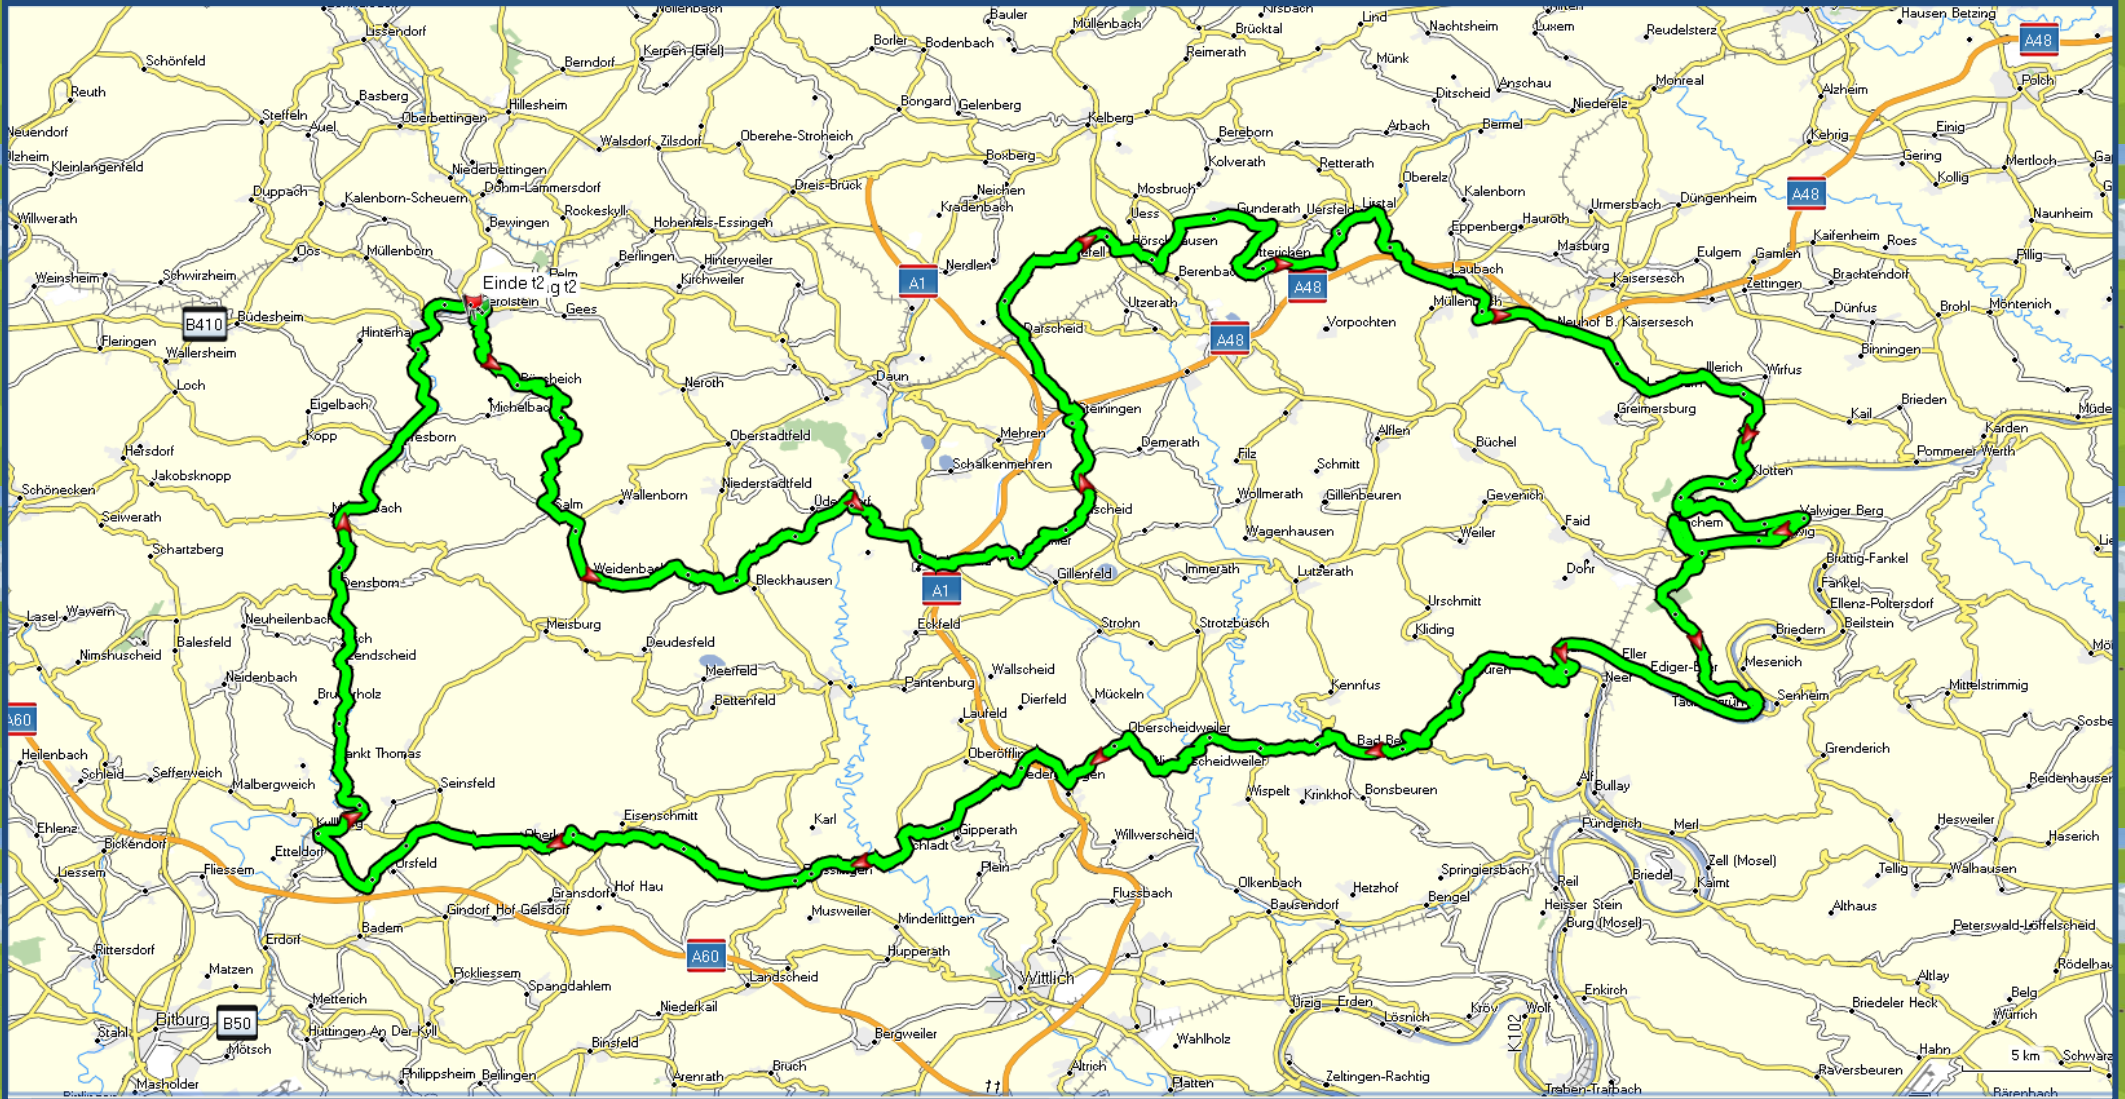 Lissendorf
Müllenbach
Bauler
Lind
Nachtsheim
Luxem
Hausen Betzing
Brücktal
Reudelsterz
A48
Borler
Bodenbach
Kerpen (Eifel)
Schönfeld
Berndorf
Reimerath
Münk
Anschau
Monreal
Polch
Reuth
Basberg
Hillesheim
Bongard
Gelenberg
Ditscheid
Alzheim
Steffeln
Auel
Oberbettingen
Kelberg
Arbach
Bermel
Kehrig
Einig
Neuendorf
Walsdorf
Zilsdorf
Oberehe-Stroheich
Bereborn
Kleinlangenfeld
Niederbettingen
Boxberg
Kolverath
Retterath
Gering
Mertloch
Duppach
Kalenborn-Scheuern
Dohm-Lammersdorf
Dreis-Brück
Neichen
Mosbruch
Oberelz
Kalenborn
Düngenheim
A48
Kollig
Willwerath
Bewingen
Rockeskyll
Hohenfels-Essingen
Kradenbach
Uess
Gunderath
Uersfeld
Lirstal
Hauroth
Urmersbach
Naunheim
Oos
Müllenborn
Berlingen
Hinterweiler
Eppenberg
Masburg
Kaifenheim
Roes
Pillig
Weinsheim
Schwirzheim
Kirchweiler
Nerdlen
Berenbach
Laubach
Kaisersesch
Eulgem
Gamlen
Brachtendorf
Einde t2
A1
A48
Zettingen
B410
Büdesheim
Gees
Utzerath
Dünfus
Brohl
Möntenich
Fleringen
Wallersheim
Darscheid
A48
Vorpochten
Kaisersesch
Binningen
Loch
Daun
Neroth
Illerich
Wirfus
Eigelbach
Michelbach
Steiningen
Greimersburg
Kail
Brieden
Kopp
Oberstadtfeld
Mehren
Demerath
Alflen
Büchel
Karden
Hersdorf
Jakobsknopp
Schalkenmehren
Filz
Schmitt
Klotten
Pommerer Werth
Schönecken
Wallenborn
Niederstadtfeld
Wollmerath
Gillenbeuren
Gevenich
Seiwerath
Salm
Wagenhausen
Weiler
Faid
Valwiger Berg
Schartzberg
Bruttig-Fankel
Densborn
Weidenbach
Bleckhausen
Gillenfeld
Immerath
Lutzerath
Dohr
Fankel
A1
Lasel
Wawern
Neuheilenbach
Meisburg
Deudesfeld
Eckfeld
Strohn
Strotzbüsch
Urschmitt
Kliding
Ellenz-Poltersdorf
Briedern
Beilstein
Nimshuscheid
Balesfeld
Meerfeld
Wallscheid
Eller
Mesenich
Neidenbach
Bettenfeld
Pantenburg
Dierfeld
Mückeln
Kennfus
Senheim
Mittelstrimmig
A60
Laufeld
Oberscheidweiler
Heilenbach
Schleid
Sefferweich
Malbergweich
Seinsfeld
Grenderich
Alf
Bullay
Wispelt
Krinkhof
Bonsbeuren
Ehlenz
Bickendorf
Eisenschmitt
Karl
Gipperath
Willwerscheid
Pünderich
Merl
Hesweiler
Haserich
Etteldorf
Fliessem
Liessem
Plein
Springiersbach
Zell (Mosel)
Briedel
Kaimt
Tellig
Walhausen
Gransdorf
Hof Hau
Flussbach
Olkenbach
Hetzhof
Reil
Gindorf
Hof Gelsdorf
Musweiler
Minderlittgen
Bausendorf
Bengel
Heisser Stein
Burg (Mosel)
Althaus
Peterswald-Löffelscheid
Rittersdorf
Erdorf
Badem
A60
Hupperath
Matzen
Pickliessem
Spangdahlem
Landscheid
Wittlich
Altlay
Metterich
Niederkail
Ürzig
Erden
Enkirch
Briedeler Heck
Belg
Würrich
Stahl
Bitburg
B50
Hüttingen An Der Kyll
Bergweiler
Lösnich
Kröv
Wolf
K102
Mötsch
Binsfeld
Wahlholz
Hahn
5 km
Masholder
Philippsheim
Beilingen
Arenrath
Bruch
Altrich
Platten
Zeltingen-Rachtig
Traben-Trarbach
Raversbeuren
Bärenbach